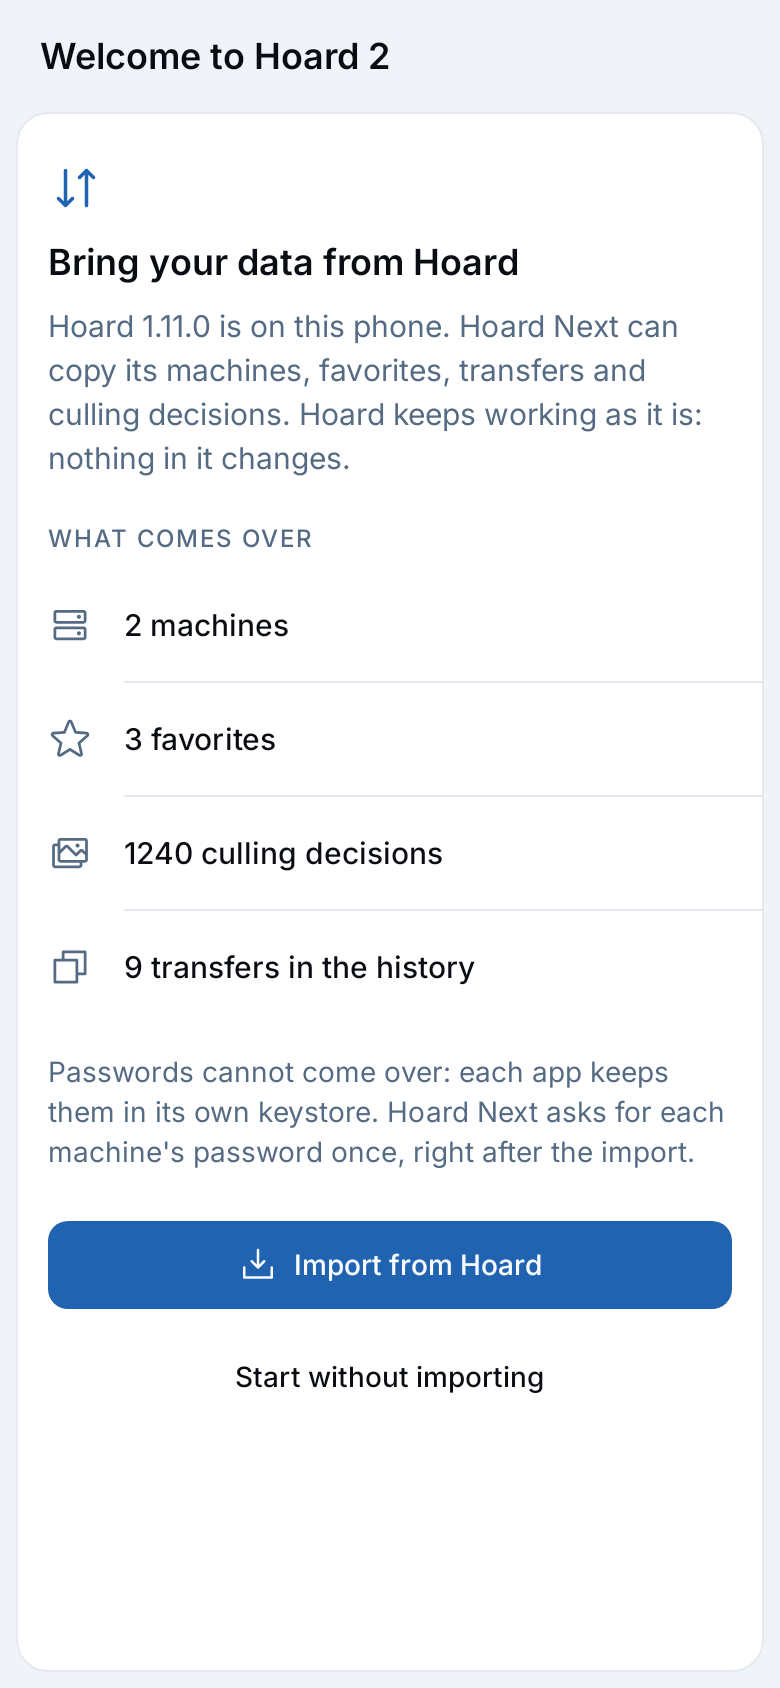 Welcome to Hoard 2
Bring your data from Hoard
Hoard 1.11.0 is on this phone. Hoard Next can
copy its machines, favorites, transfers and
culling decisions. Hoard keeps working as it is:
nothing in it changes.
WHAT COMES OVER
2 machines
3 favorites
1240 culling decisions
9 transfers in the history
Passwords cannot come over: each app keeps
them in its own keystore. Hoard Next asks for each
machine's password once, right after the import.
Import from Hoard
Start without importing